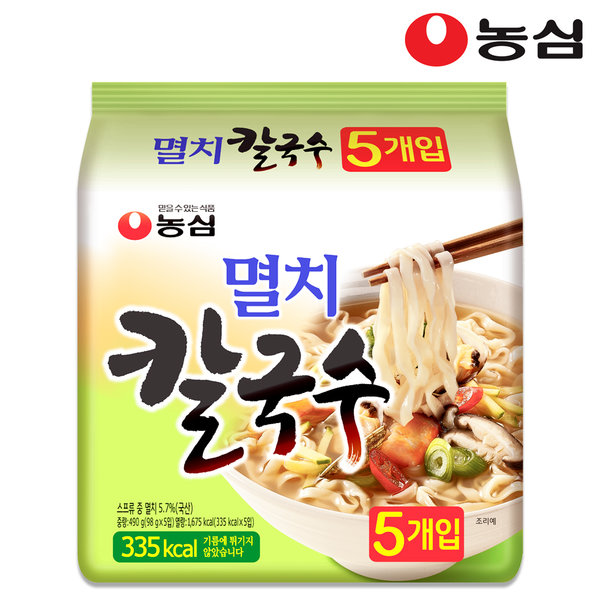 농심
멸치 칼국수 5개입
믿을 수 있는 식품
농심
멸치
칼국수
스프류 중 멸치 5.7%(국산)
중량:490 g(98 g×5입) 열량:1,675 kcal(335 kcal×5입)
335 kcal 기름에 튀기지
않았습니다
5개입
조리예